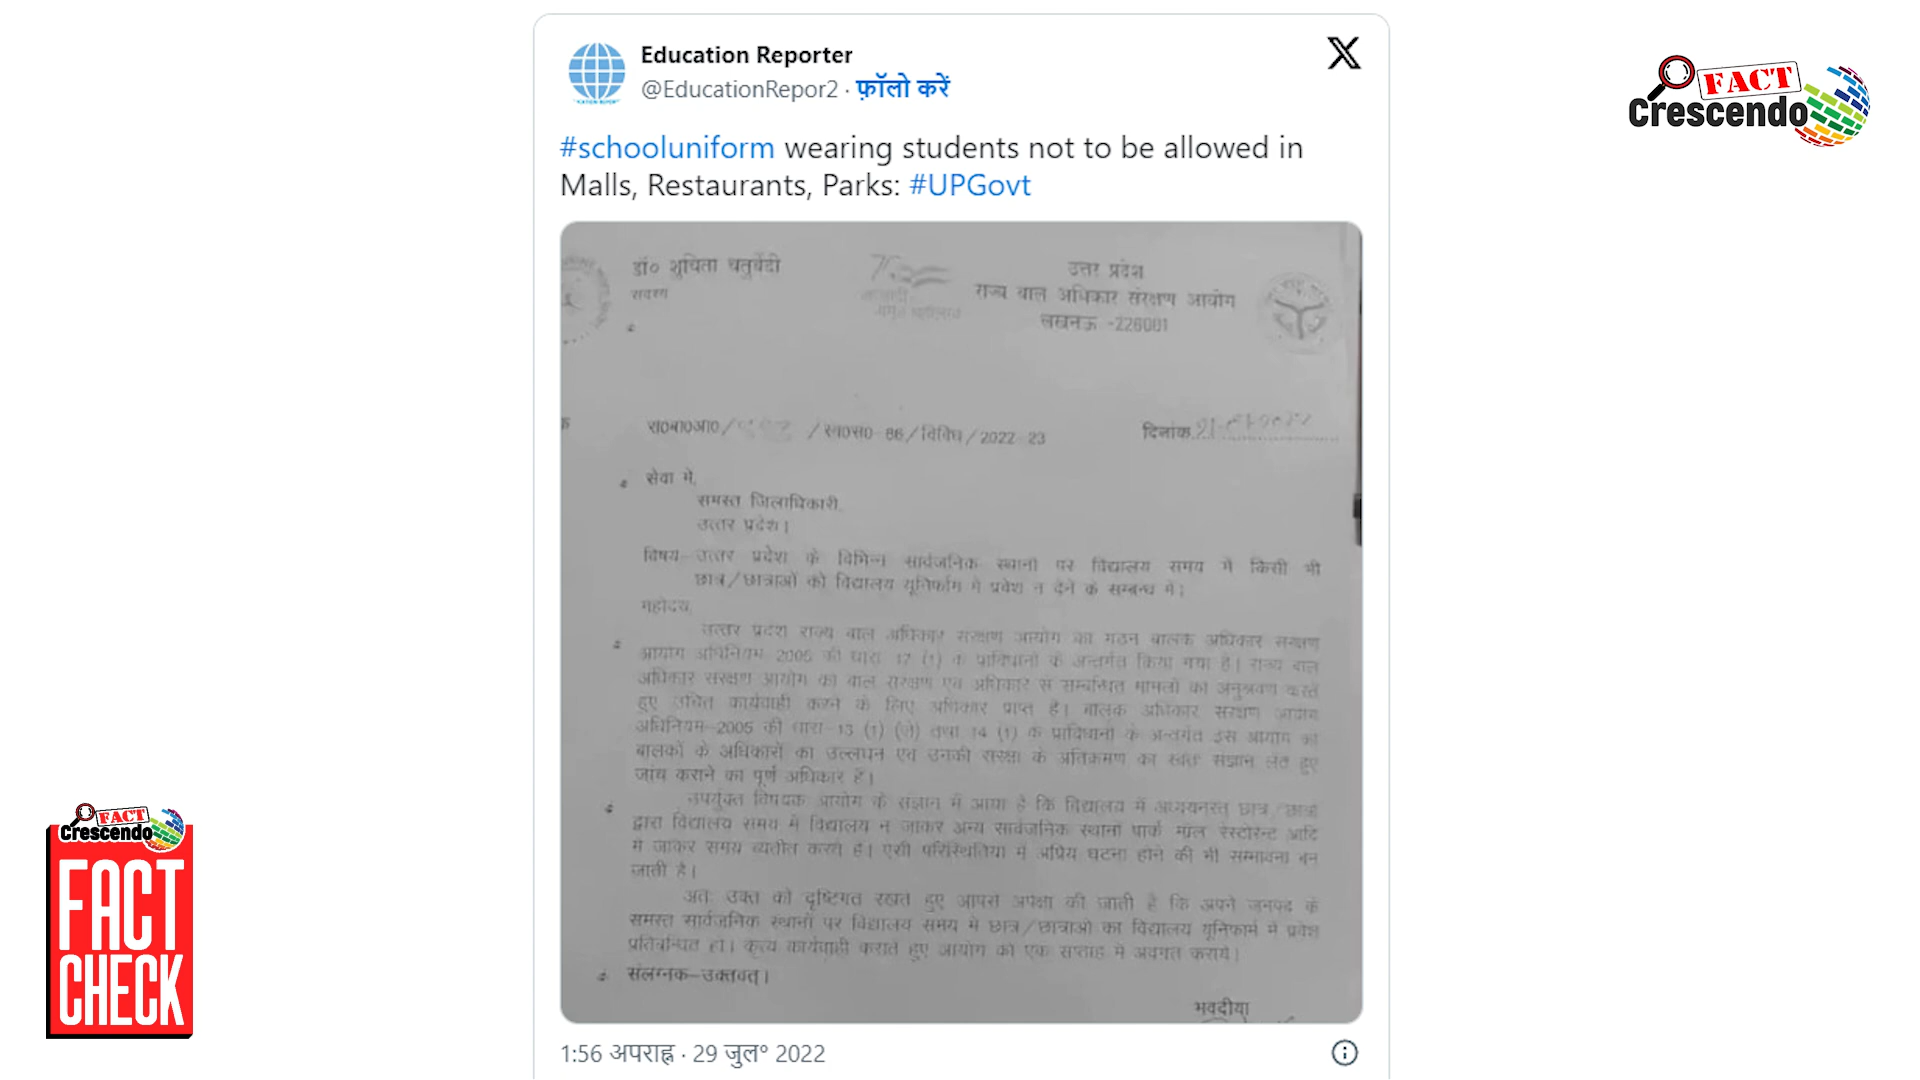 Education Reporter
@EducationRepor2 · फ़ॉलो करें
X
FACT
Crescendo
#schooluniform wearing students not to be allowed in
Malls, Restaurants, Parks: #UPGovt
डॉ० शुचिता चतुर्वेदी
सदस्य
उत्तर प्रदेश
राज्य बाल अधिकार संरक्षण आयोग
लखनऊ -226001
रा०बा०आ०/ /स्व०स०-86/विविध/2022-23
दिनांक
सेवा में,
समस्त जिलाधिकारी,
उत्तर प्रदेश।
विषय- उत्तर प्रदेश के विभिन्न सार्वजनिक स्थानों पर विद्यालय समय में किसी भी
छात्र/छात्राओं को विद्यालय यूनिफार्म में प्रवेश न देने के सम्बन्ध में।
महोदय,
उत्तर प्रदेश राज्य बाल अधिकार संरक्षण आयोग का गठन बालक अधिकार संरक्षण
आयोग अधिनियम 2005 की धारा 17 (1) के प्राविधानों के अन्तर्गत किया गया है। राज्य बाल
अधिकार संरक्षण आयोग को बाल संरक्षण एवं अधिकार से सम्बन्धित मामलों का अनुश्रवण करते
हुए उचित कार्यवाही करने के लिए अधिकार प्राप्त है। बालक अधिकार संरक्षण आयोग
अधिनियम-2005 की धारा-13 (1) (जे) तथा 14 (1) के प्राविधानों के अन्तर्गत इस आयोग को
बालकों के अधिकारों का उल्लंघन एवं उनकी संरक्षा के अतिक्रमण का स्वतः संज्ञान लेते हुए
जांच कराने का पूर्ण अधिकार है।
उपर्युक्त विषयक आयोग के संज्ञान में आया है कि विद्यालय में अध्ययनरत् छात्र/छात्रा
द्वारा विद्यालय समय में विद्यालय न जाकर अन्य सार्वजनिक स्थानों पार्क मॉल रेस्टोरेन्ट आदि
में जाकर समय व्यतीत करते है। ऐसी परिस्थितियों में अप्रिय घटना होने की भी सम्भावना बन
जाती है।
अतः उक्त को दृष्टिगत रखते हुए आपसे अपेक्षा की जाती है कि अपने जनपद के
समस्त सार्वजनिक स्थानों पर विद्यालय समय में छात्र/छात्राओं का विद्यालय यूनिफार्म में प्रवेश
प्रतिबन्धित हो। कृत्य कार्यवाही कराते हुए आयोग को एक सप्ताह में अवगत करायें।
संलग्नक-उक्तवत्।
भवदीया
1:56 अपराह्न · 29 जुल॰ 2022
FACT
Crescendo
FACT
CHECK